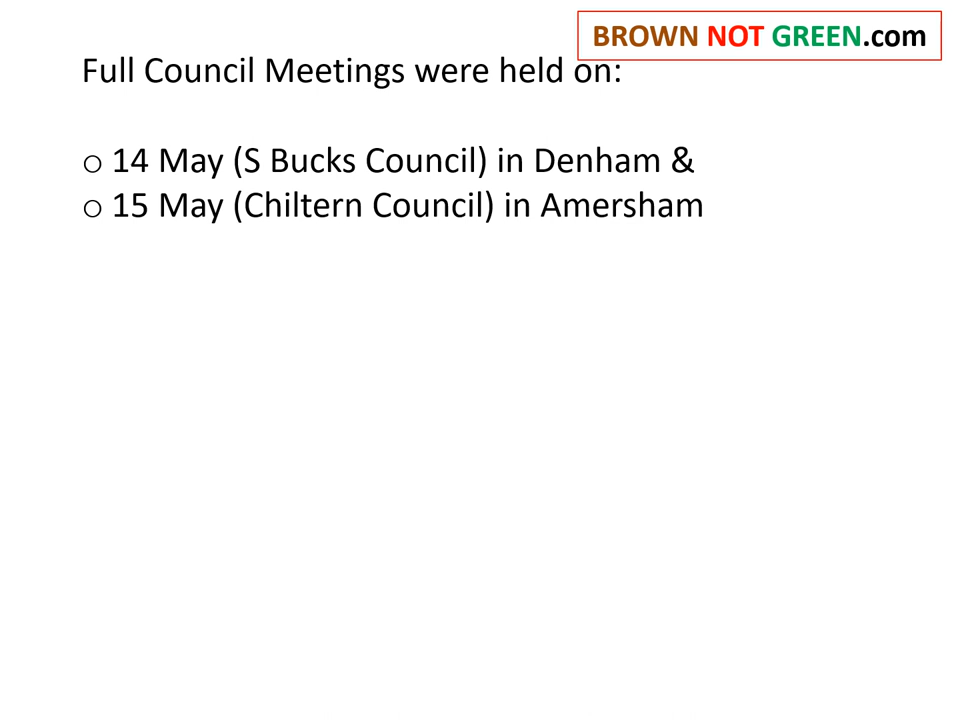 BROWN NOT GREEN.com
Full Council Meetings were held on:
o 14 May (S Bucks Council) in Denham &
o 15 May (Chiltern Council) in Amersham